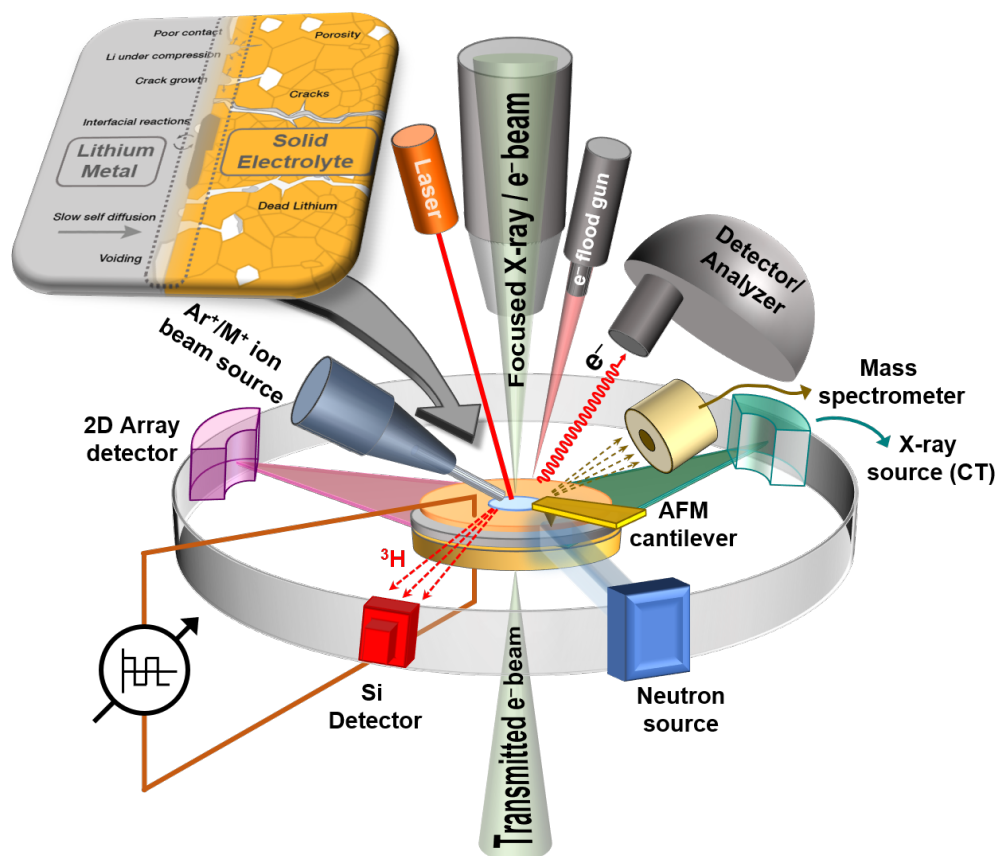 Poor contact
Porosity
Li under compression
Crack growth
Cracks
Interfacial reactions
Lithium
Metal
Solid
Electrolyte
Dead Lithium
Slow self diffusion
Voiding
Laser
Focused X-ray / e⁻beam
e⁻ flood gun
Detector/
Analyzer
Ar⁺/M⁺ ion
beam source
e⁻
Mass
spectrometer
2D Array
detector
X-ray
source (CT)
AFM
cantilever
³H
Si
Detector
Neutron
source
Transmitted e⁻beam